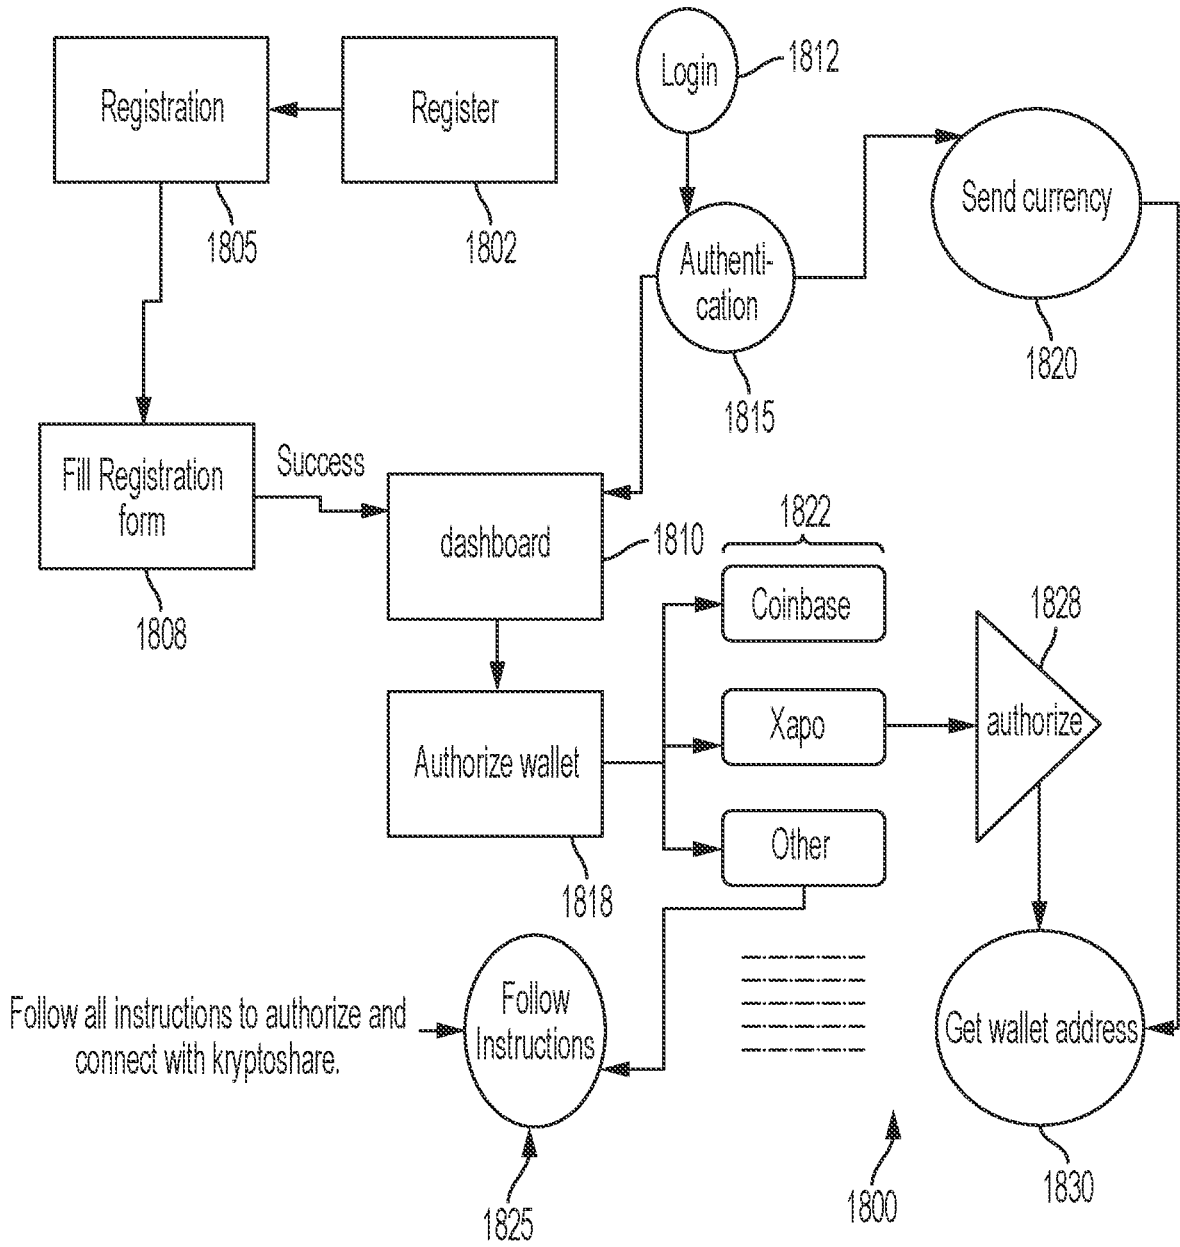 Login
1812
Registration
Register
Send currency
1805
1802
Authenti-
cation
1820
1815
Fill Registration
form
Success
dashboard
1810
1822
Coinbase
1808
1828
Authorize wallet
Xapo
authorize
Other
1818
Follow
Instructions
Follow all instructions to authorize and
connect with kryptoshare.
Get wallet address
1825
1800
1830